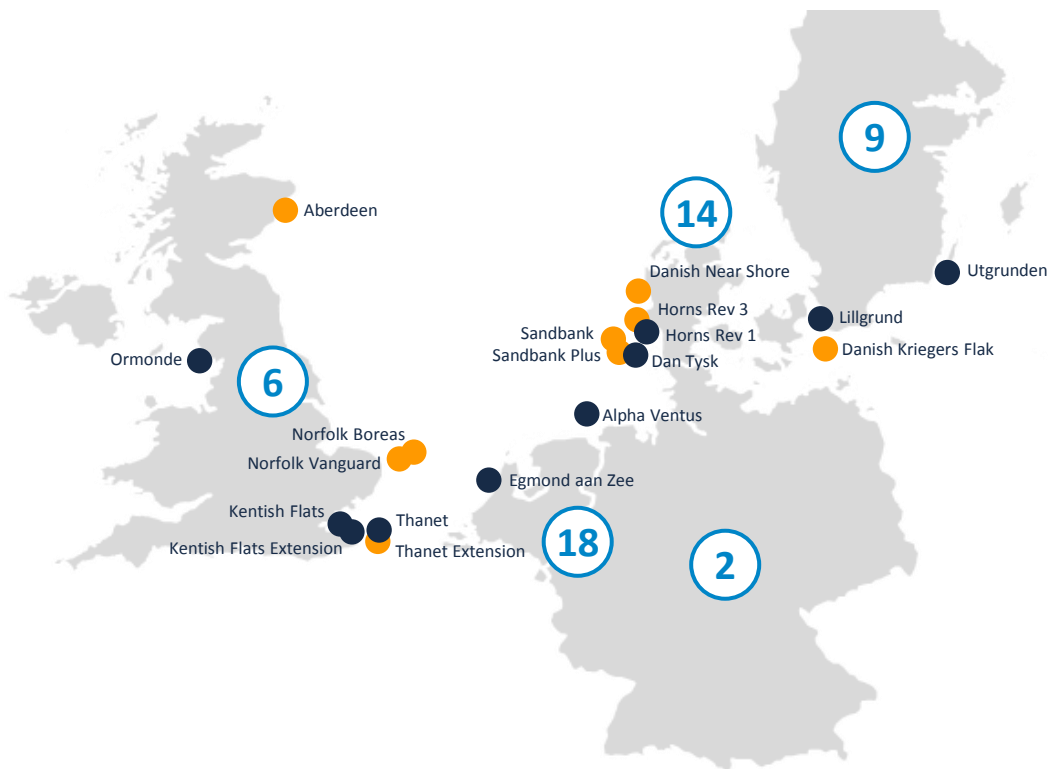 9
14
Aberdeen
Danish Near Shore
Utgrunden
Horns Rev 3
Lillgrund
Sandbank
Horns Rev 1
Danish Kriegers Flak
Sandbank Plus
Dan Tysk
Ormonde
6
Alpha Ventus
Norfolk Boreas
Norfolk Vanguard
Egmond aan Zee
Kentish Flats
Thanet
Kentish Flats Extension
Thanet Extension
18
2